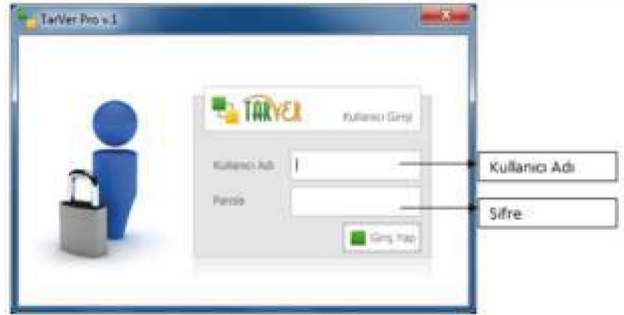 TarVer Pro v.1
TARVER Kullanıcı Girişi
Kullanıcı Adı
Kullanıcı Adı
Parola
Sifre
Giriş Yap